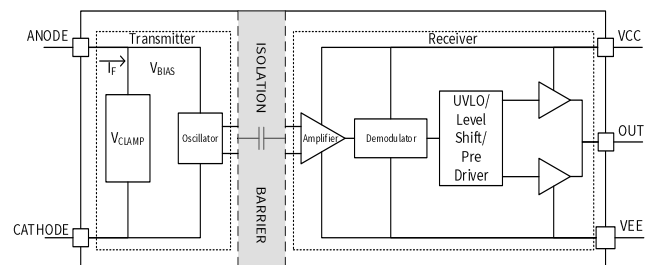 ANODE
Transmitter
Receiver
VCC
IF
VBIAS
ISOLATION
BARRIER
VCLAMP
Oscillator
Amplifier
Demodulator
UVLO/
Level
Shift/
Pre
Driver
OUT
CATHODE
VEE